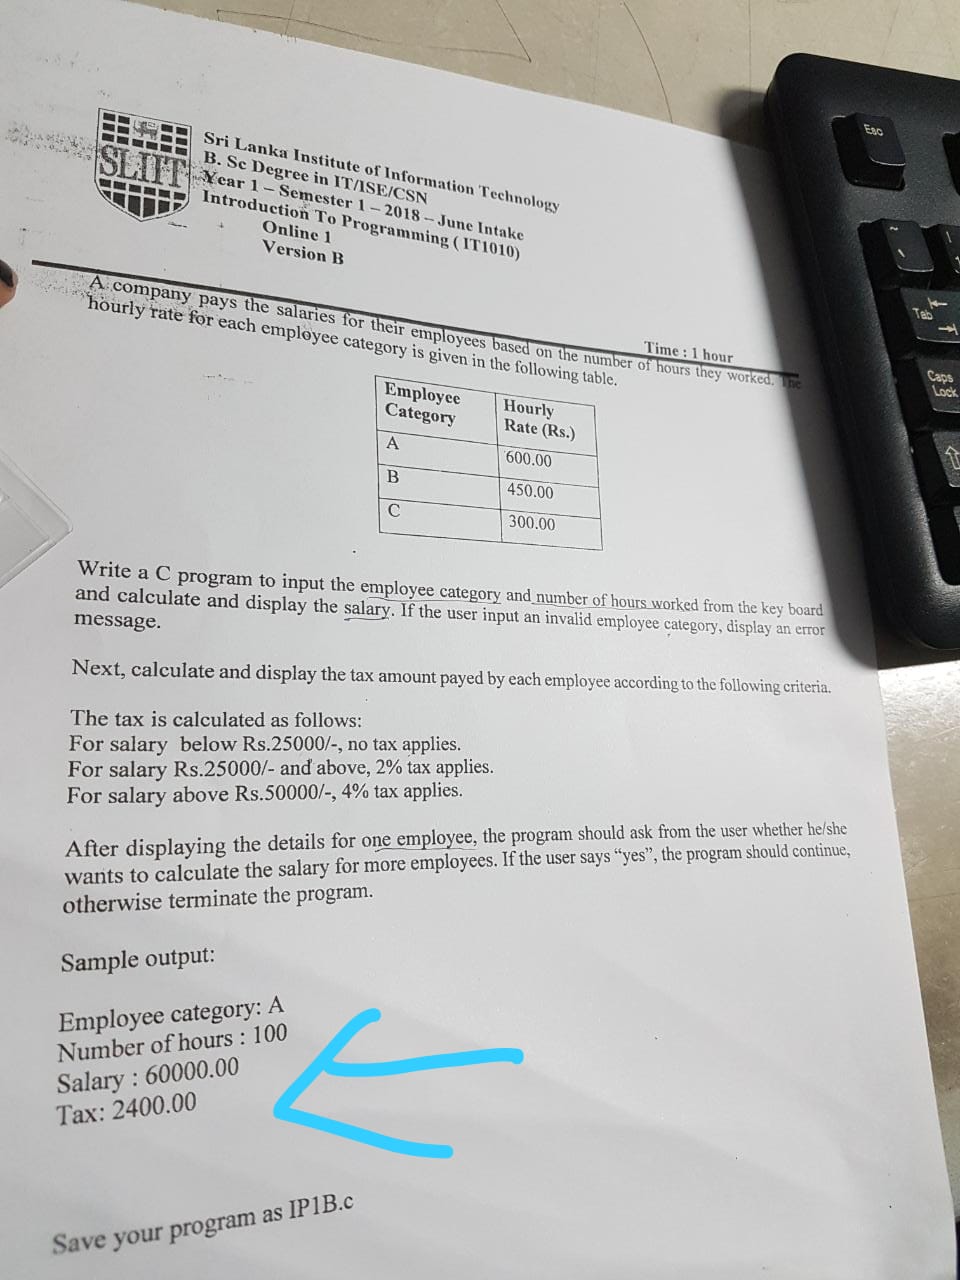 SLIIT
Sri Lanka Institute of Information Technology
B. Sc Degree in IT/ISE/CSN
Year 1 – Semester 1 – 2018 – June Intake
Introduction To Programming ( IT1010)
Online 1
Version B
Time : 1 hour
A company pays the salaries for their employees based on the number of hours they worked. The
hourly rate for each employee category is given in the following table.
Employee Category
Hourly Rate (Rs.)
A
600.00
B
450.00
C
300.00
Write a C program to input the employee category and number of hours worked from the key board
and calculate and display the salary. If the user input an invalid employee category, display an error
message.
Next, calculate and display the tax amount payed by each employee according to the following criteria.
The tax is calculated as follows:
For salary below Rs.25000/-, no tax applies.
For salary Rs.25000/- and above, 2% tax applies.
For salary above Rs.50000/-, 4% tax applies.
After displaying the details for one employee, the program should ask from the user whether he/she
wants to calculate the salary for more employees. If the user says “yes”, the program should continue,
otherwise terminate the program.
Sample output:
Employee category: A
Number of hours : 100
Salary : 60000.00
Tax: 2400.00
Save your program as IP1B.c
Esc
~
Tab
Caps Lock